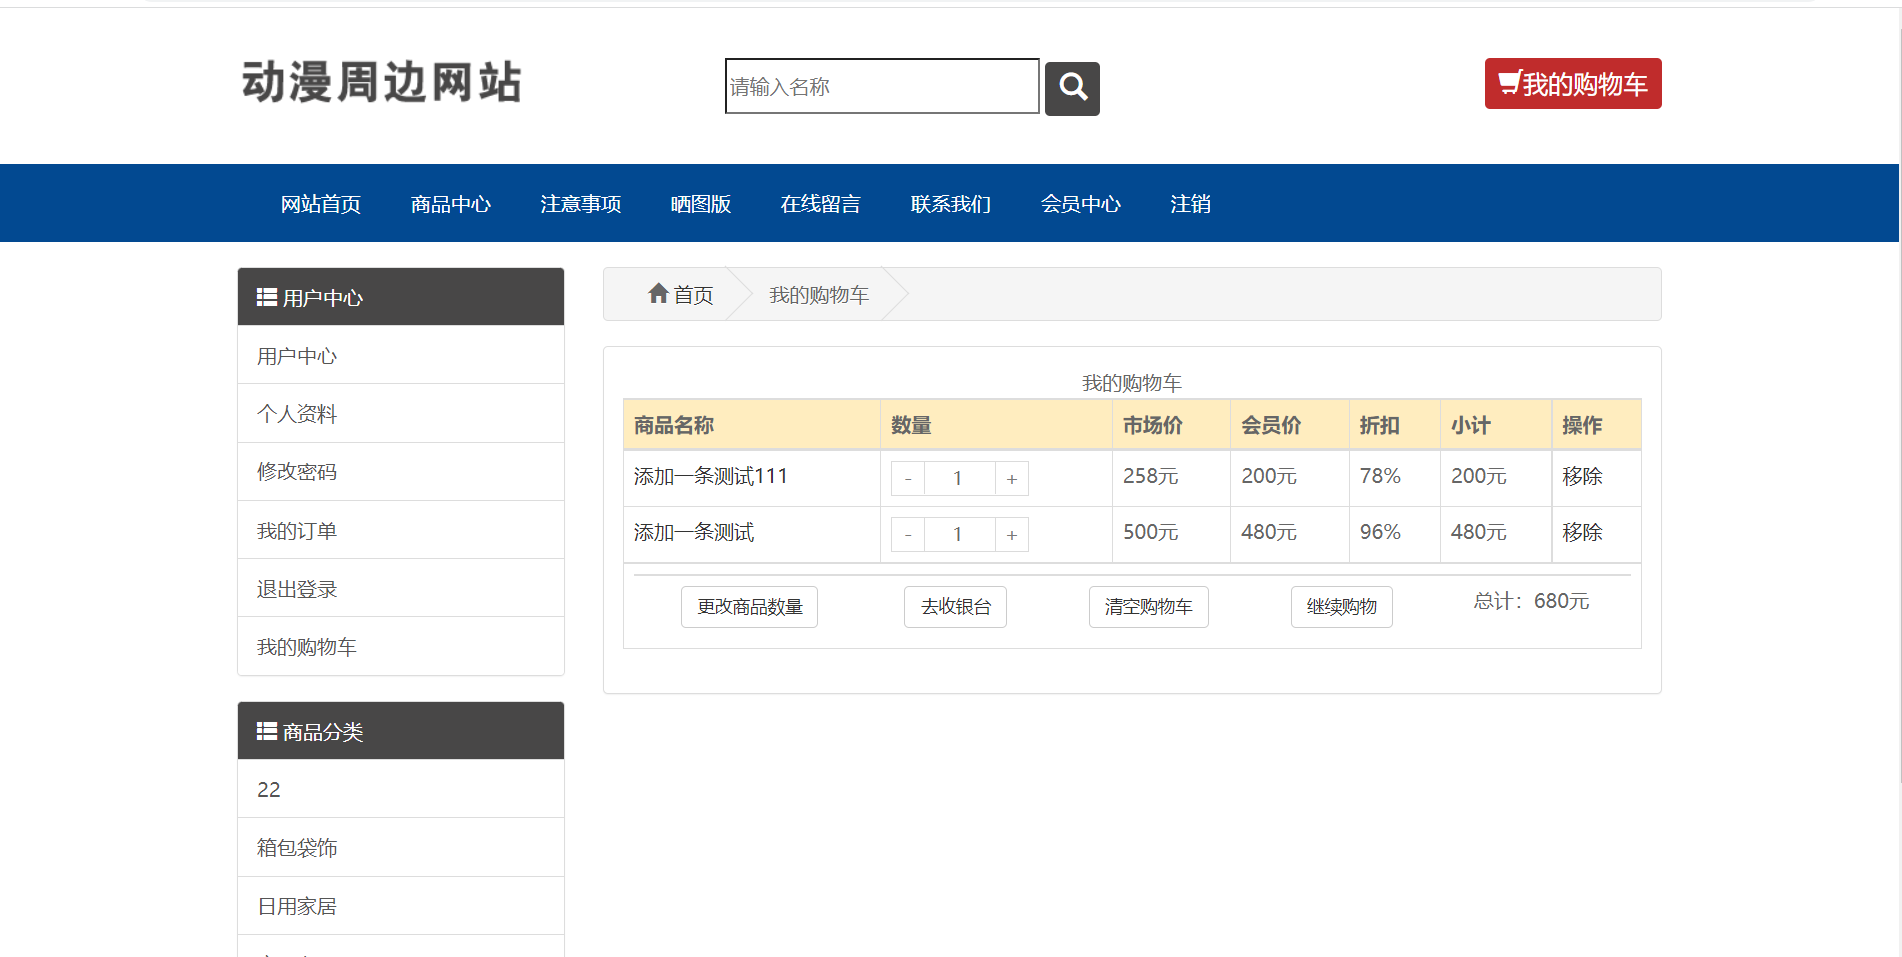 动漫周边网站
请输入名称
我的购物车
网站首页 商品中心 注意事项 晒图版 在线留言 联系我们 会员中心 注销
用户中心
用户中心
个人资料
修改密码
我的订单
退出登录
我的购物车
商品分类
22
箱包袋饰
日用家居
首页 我的购物车
我的购物车
商品名称 数量 市场价 会员价 折扣 小计 操作
添加一条测试111 - 1 + 258元 200元 78% 200元 移除
添加一条测试 - 1 + 500元 480元 96% 480元 移除
更改商品数量 去收银台 清空购物车 继续购物 总计：680元